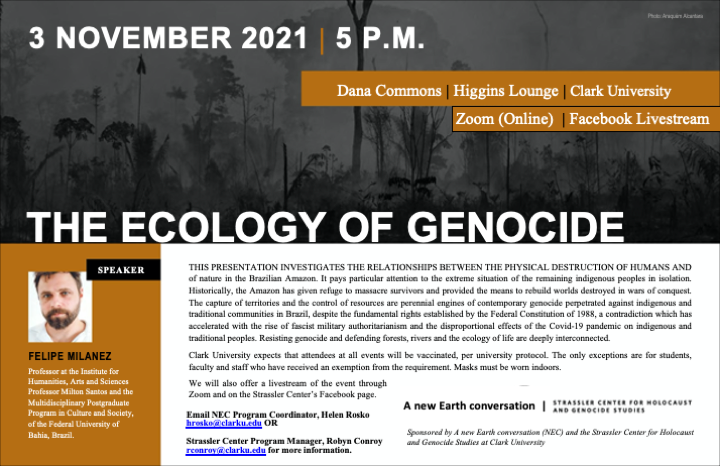 Photo: Ariquâm Alcantara
3 NOVEMBER 2021 | 5 P.M.
Dana Commons | Higgins Lounge | Clark University
Zoom (Online) | Facebook Livestream
THE ECOLOGY OF GENOCIDE
SPEAKER
FELIPE MILANEZ
Professor at the Institute for
Humanities, Arts and Sciences
Professor Milton Santos and the
Multidisciplinary Postgraduate
Program in Culture and Society,
of the Federal University of
Bahia, Brazil.
THIS PRESENTATION INVESTIGATES THE RELATIONSHIPS BETWEEN THE PHYSICAL DESTRUCTION OF HUMANS AND
of nature in the Brazilian Amazon. It pays particular attention to the extreme situation of the remaining indigenous peoples in isolation.
Historically, the Amazon has given refuge to massacre survivors and provided the means to rebuild worlds destroyed in wars of conquest.
The capture of territories and the control of resources are perennial engines of contemporary genocide perpetrated against indigenous and
traditional communities in Brazil, despite the fundamental rights established by the Federal Constitution of 1988, a contradiction which has
accelerated with the rise of fascist military authoritarianism and the disproportional effects of the Covid-19 pandemic on indigenous and
traditional peoples. Resisting genocide and defending forests, rivers and the ecology of life are deeply interconnected.
Clark University expects that attendees at all events will be vaccinated, per university protocol. The only exceptions are for students,
faculty and staff who have received an exemption from the requirement. Masks must be worn indoors.
We will also offer a livestream of the event through
Zoom and on the Strassler Center's Facebook page.
Email NEC Program Coordinator, Helen Rosko
hrosko@clarku.edu OR
Strassler Center Program Manager, Robyn Conroy
rconroy@clarku.edu for more information.
A new Earth conversation | STRASSLER CENTER FOR HOLOCAUST
AND GENOCIDE STUDIES
Sponsored by A new Earth conversation (NEC) and the Strassler Center for Holocaust
and Genocide Studies at Clark University